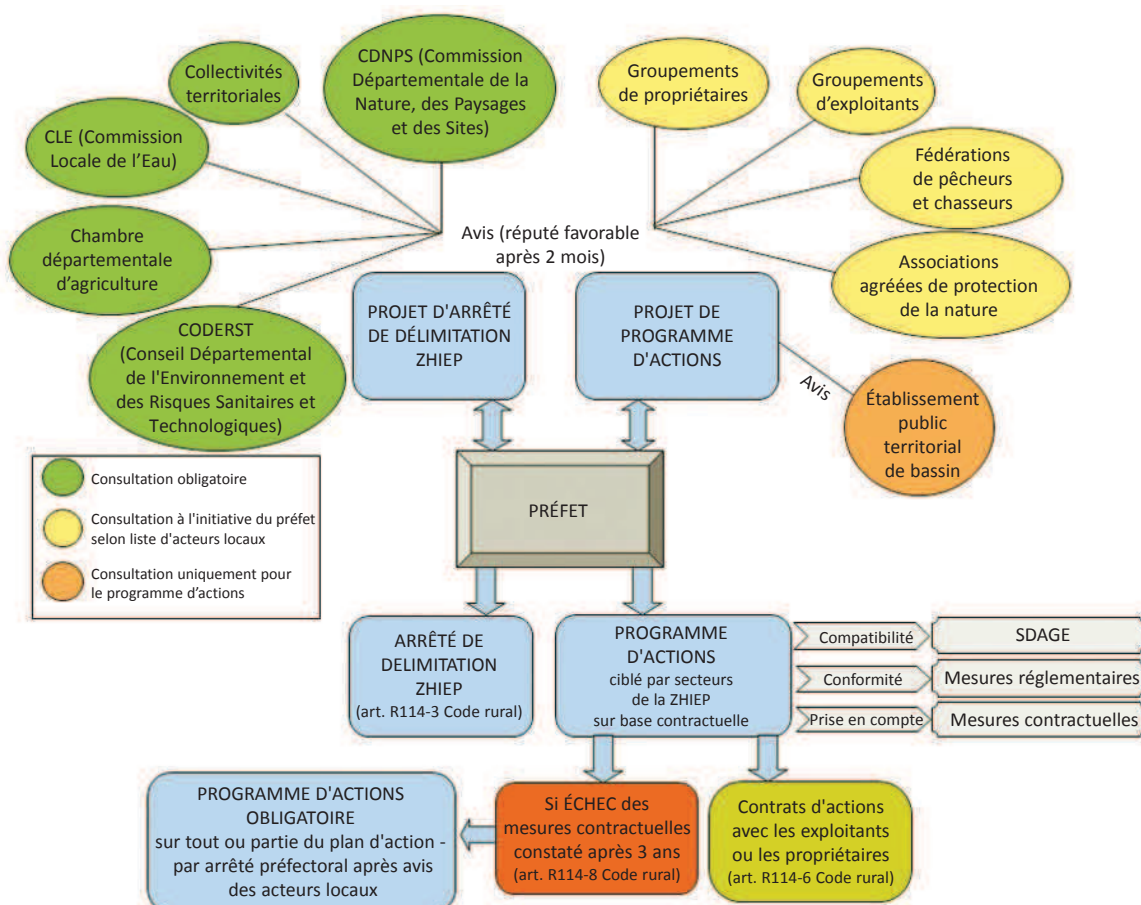 CDNPS (Commission
Départementale de la
Nature, des Paysages
et des Sites)
Collectivités
territoriales
CLE (Commission
Locale de l’Eau)
Chambre
départementale
d’agriculture
CODERST
(Conseil Départemental
de l'Environnement et
des Risques Sanitaires et
Technologiques)
Groupements
de propriétaires
Groupements
d’exploitants
Fédérations
de pêcheurs
et chasseurs
Associations
agréées de protection
de la nature
Avis (réputé favorable
après 2 mois)
PROJET D'ARRÊTÉ
DE DÉLIMITATION
ZHIEP
PROJET DE
PROGRAMME
D'ACTIONS
Avis
Établissement
public
territorial
de bassin
Consultation obligatoire
Consultation à l'initiative du préfet
selon liste d'acteurs locaux
Consultation uniquement pour
le programme d’actions
PRÉFET
ARRÊTÉ DE
DELIMITATION
ZHIEP
(art. R114-3 Code rural)
PROGRAMME
D'ACTIONS
ciblé par secteurs
de la ZHIEP
sur base contractuelle
Compatibilité
SDAGE
Conformité
Mesures réglementaires
Prise en compte
Mesures contractuelles
PROGRAMME D'ACTIONS
OBLIGATOIRE
sur tout ou partie du plan d'action -
par arrêté préfectoral après avis
des acteurs locaux
Si ÉCHEC des
mesures contractuelles
constaté après 3 ans
(art. R114-8 Code rural)
Contrats d'actions
avec les exploitants
ou les propriétaires
(art. R114-6 Code rural)